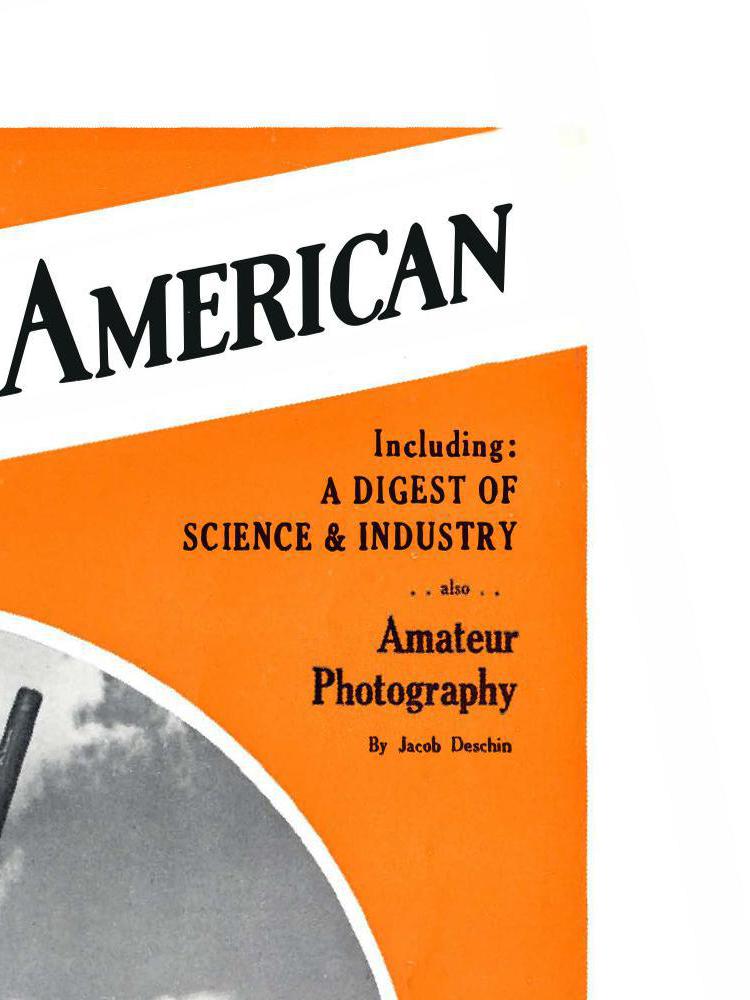 AMERICAN
Including:
A DIGEST OF
SCIENCE & INDUSTRY
. . also . .
Amateur
Photography
By Jacob Deschin